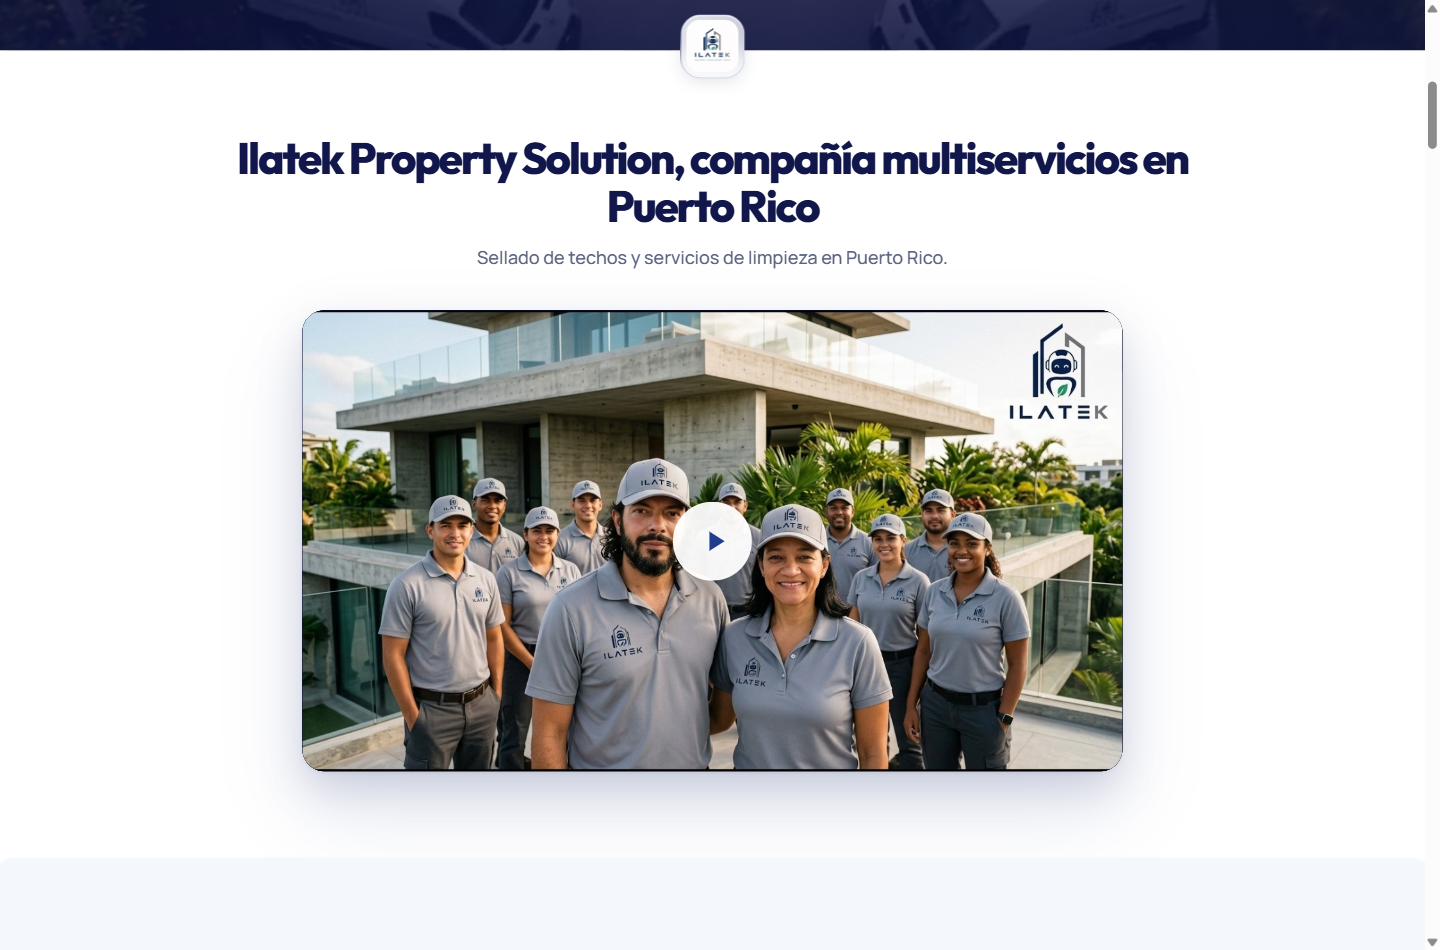 ILATEK
Ilatek Property Solution, compañía multiservicios en
Puerto Rico
Sellado de techos y servicios de limpieza en Puerto Rico.
ILATEK
ILATEK
ILATEK
ILATEK
ILATEK